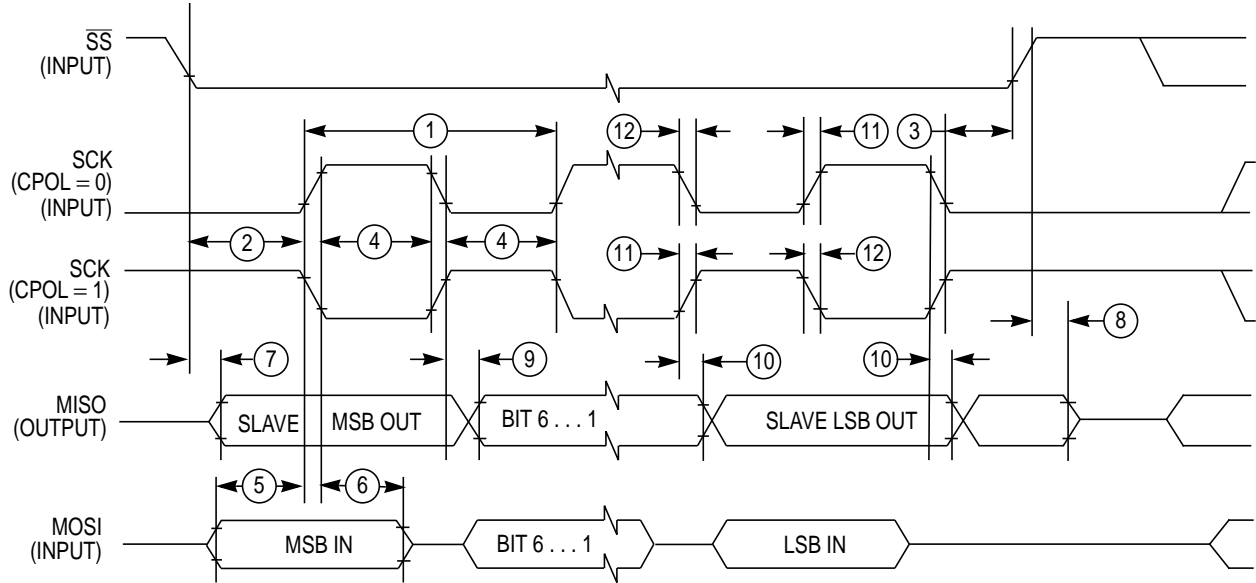 SS
(INPUT)
1
12
11
3
SCK
(CPOL = 0)
(INPUT)
2
4
4
11
12
SCK
(CPOL = 1)
(INPUT)
8
7
9
10
10
MISO
(OUTPUT)
SLAVE MSB OUT
BIT 6 . . . 1
SLAVE LSB OUT
5
6
MOSI
(INPUT)
MSB IN
BIT 6 . . . 1
LSB IN